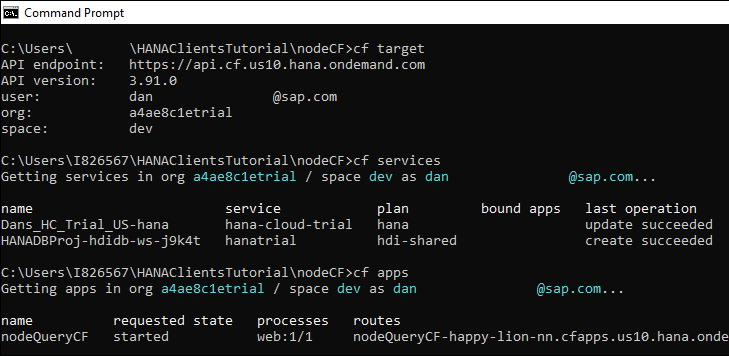 Command Prompt
C:\Users\ \HANAClientsTutorial\nodeCF>cf target
API endpoint: https://api.cf.us10.hana.ondemand.com
API version: 3.91.0
user: dan @sap.com
org: a4ae8c1etrial
space: dev
C:\Users\I826567\HANAClientsTutorial\nodeCF>cf services
Getting services in org a4ae8c1etrial / space dev as dan @sap.com...
name service plan bound apps last operation
Dans_HC_Trial_US-hana hana-cloud-trial hana update succeeded
HANADBProj-hdidb-ws-j9k4t hanatrial hdi-shared create succeeded
C:\Users\I826567\HANAClientsTutorial\nodeCF>cf apps
Getting apps in org a4ae8c1etrial / space dev as dan @sap.com...
name requested state processes routes
nodeQueryCF started web:1/1 nodeQueryCF-happy-lion-nn.cfapps.us10.hana.onde